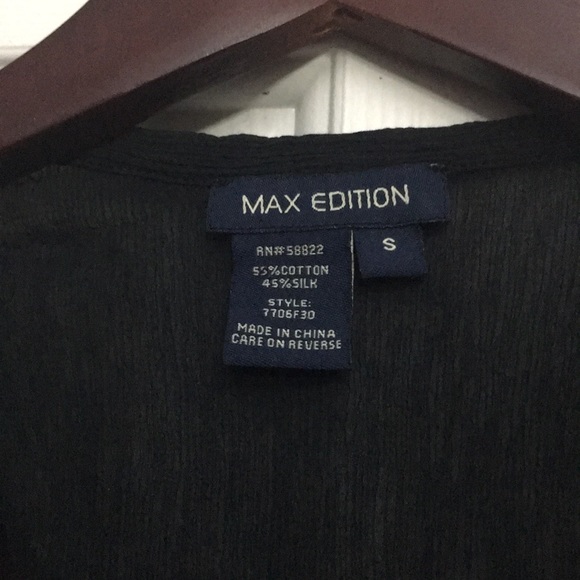 MAX EDITION
S
RN#58822
55%COTTON
45%SILK
STYLE:
7706F30
MADE IN CHINA
CARE ON REVERSE